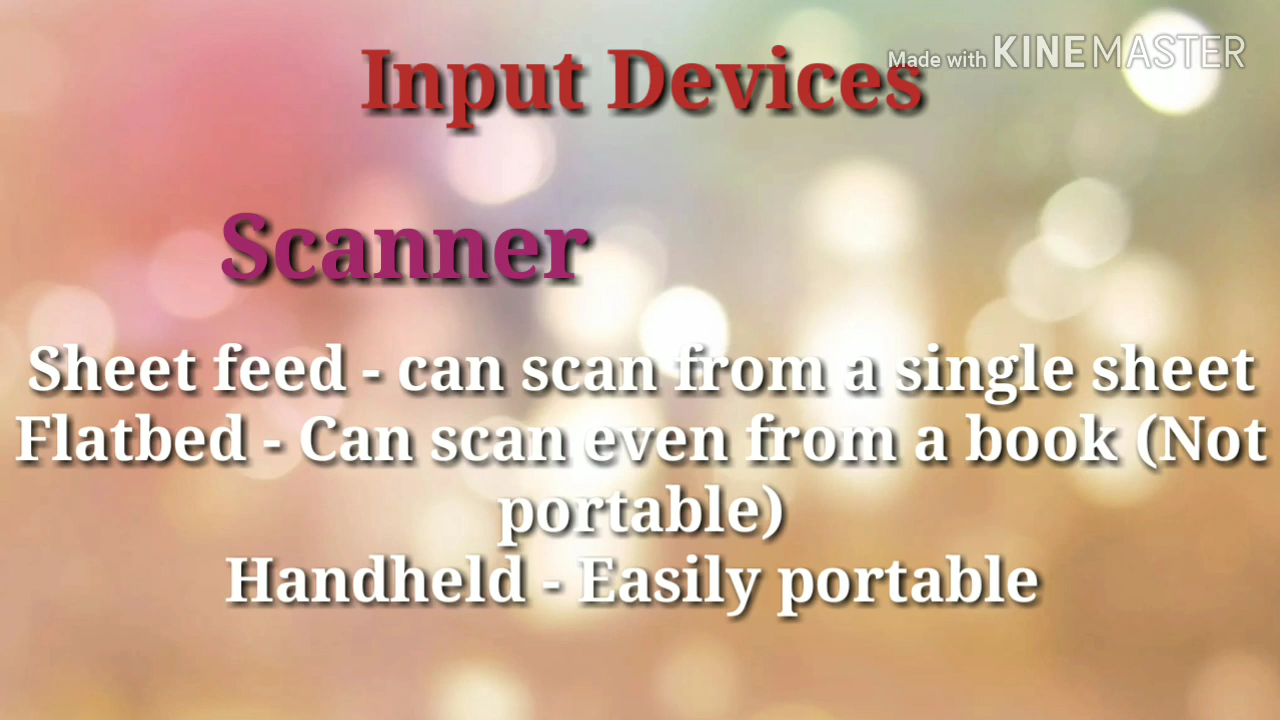 Input Devices
Made with KINEMASTER
Scanner
Sheet feed - can scan from a single sheet
Flatbed - Can scan even from a book (Not
portable)
Handheld - Easily portable